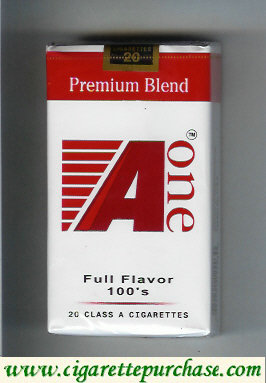 CIGARETTES
20
Premium Blend
A one TM
Full Flavor
100's
20 CLASS A CIGARETTES
www.cigarettepurchase.com